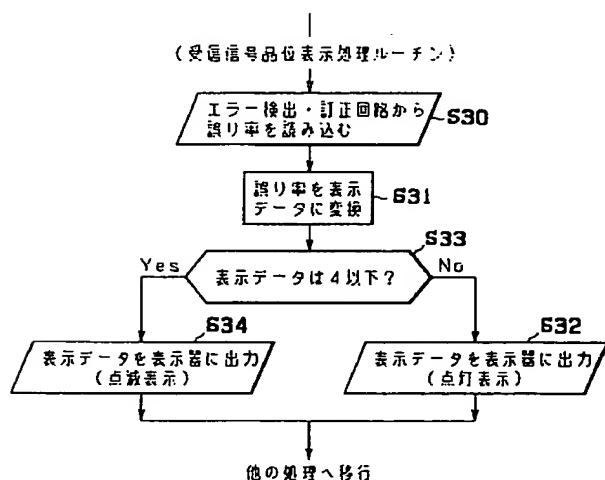 (受信信号品位表示処理ルーチン)
エラー検出・訂正回路から
誤り率を読み込む
S30
誤り率を表示
データに変換
S31
S33
表示データは4以下?
Yes
No
S34
表示データを表示器に出力
(点滅表示)
S32
表示データを表示器に出力
(点灯表示)
他の処理へ移行